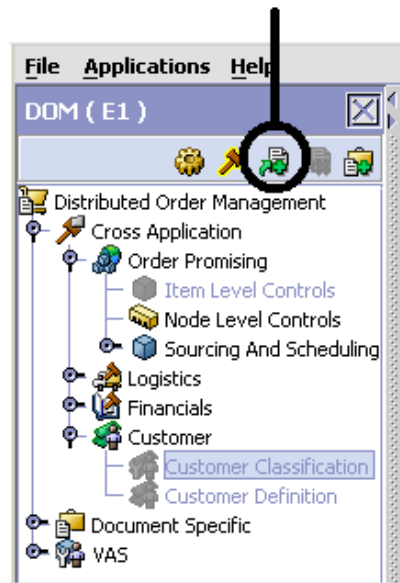 File Applications Help
DOM ( E1 )
Distributed Order Management
Cross Application
Order Promising
Item Level Controls
Node Level Controls
Sourcing And Scheduling
Logistics
Financials
Customer
Customer Classification
Customer Definition
Document Specific
VAS